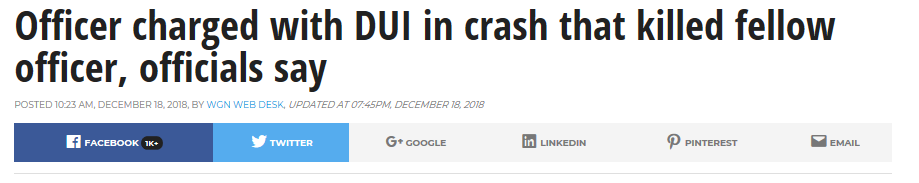 Officer charged with DUI in crash that killed fellow
officer, officials say
POSTED 10:23 AM, DECEMBER 18, 2018, BY WGN WEB DESK, UPDATED AT 07:45PM, DECEMBER 18, 2018
FACEBOOK 1K+ TWITTER G+ GOOGLE in LINKEDIN PINTEREST EMAIL